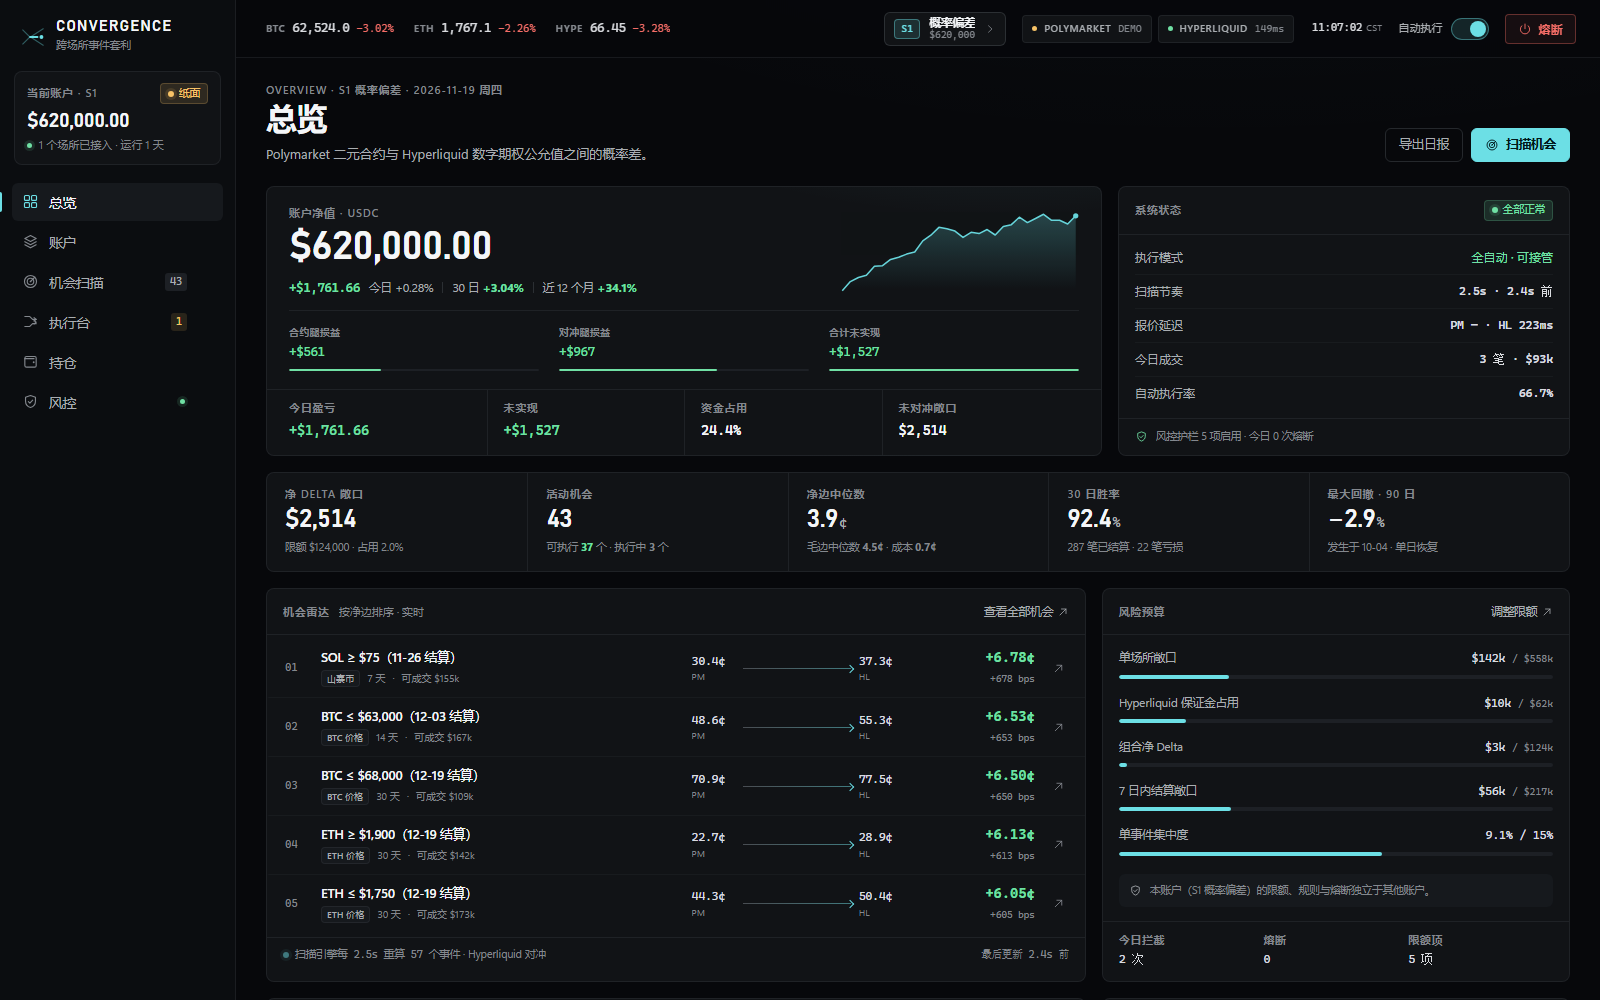 CONVERGENCE
跨场所事件套利
BTC 62,524.0 −3.02% ETH 1,767.1 −2.26% HYPE 66.45 −3.28%
S1 概率偏差 $620,000
POLYMARKET DEMO
HYPERLIQUID 149ms
11:07:02 CST
自动执行
熔断
当前账户 · S1
纸面
$620,000.00
1 个场所已接入 · 运行 1 天
总览
账户
机会扫描 43
执行台 1
持仓
风控
OVERVIEW · S1 概率偏差 · 2026-11-19 周四
总览
Polymarket 二元合约与 Hyperliquid 数字期权公允值之间的概率差。
导出日报
扫描机会
账户净值 · USDC
$620,000.00
+$1,761.66 今日 +0.28% 30 日 +3.04% 近 12 个月 +34.1%
合约腿损益 对冲腿损益 合计未实现
+$561 +$967 +$1,527
今日盈亏 未实现 资金占用 未对冲敞口
+$1,761.66 +$1,527 24.4% $2,514
系统状态 全部正常
执行模式 全自动 · 可接管
扫描节奏 2.5s · 2.4s 前
报价延迟 PM — · HL 223ms
今日成交 3 笔 · $93k
自动执行率 66.7%
风控护栏 5 项启用 · 今日 0 次熔断
净 DELTA 敞口 活动机会 净边中位数 30 日胜率 最大回撤 · 90 日
$2,514 43 3.9¢ 92.4% −2.9%
限额 $124,000 · 占用 2.0% 可执行 37 个 · 执行中 3 个 毛边中位数 4.5¢ · 成本 0.7¢ 287 笔已结算 · 22 笔亏损 发生于 10-04 · 单日恢复
机会雷达 按净边排序 · 实时 查看全部机会
01 SOL ≥ $75（11-26 结算） 30.4¢ 37.3¢ +6.78¢
山寨币 7 天 · 可成交 $155k PM HL +678 bps
02 BTC ≤ $63,000（12-03 结算） 48.6¢ 55.3¢ +6.53¢
BTC 价格 14 天 · 可成交 $167k PM HL +653 bps
03 BTC ≤ $68,000（12-19 结算） 70.9¢ 77.5¢ +6.50¢
BTC 价格 30 天 · 可成交 $109k PM HL +650 bps
04 ETH ≥ $1,900（12-19 结算） 22.7¢ 28.9¢ +6.13¢
ETH 价格 30 天 · 可成交 $142k PM HL +613 bps
05 ETH ≤ $1,750（12-19 结算） 44.3¢ 50.4¢ +6.05¢
ETH 价格 30 天 · 可成交 $173k PM HL +605 bps
扫描引擎每 2.5s 重算 57 个事件 · Hyperliquid 对冲 最后更新 2.4s 前
风险预算 调整限额
单场所敞口 $142k / $558k
Hyperliquid 保证金占用 $10k / $62k
组合净 Delta $3k / $124k
7 日内结算敞口 $56k / $217k
单事件集中度 9.1% / 15%
本账户（S1 概率偏差）的限额、规则与熔断独立于其他账户。
今日拦截 熔断 限额顶
2 次 0 5 项